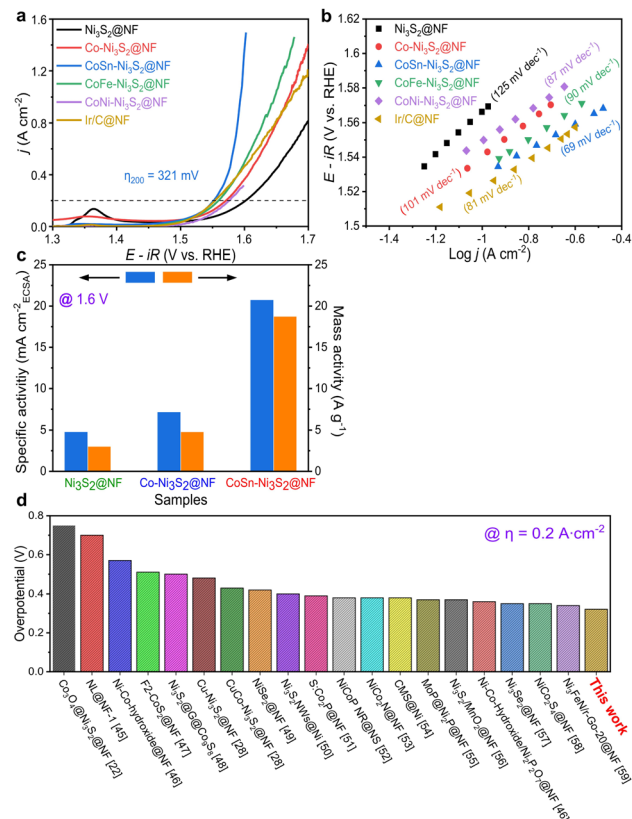 a
1.6
1.2
0.8
0.4
0.0
j (A cm⁻²)
Ni₃S₂@NF
Co-Ni₃S₂@NF
CoSn-Ni₃S₂@NF
CoFe-Ni₃S₂@NF
CoNi-Ni₃S₂@NF
Ir/C@NF
η₂₀₀ = 321 mV
1.3 1.4 1.5 1.6 1.7
E - iR (V vs. RHE)
b
1.62
1.6
1.58
1.56
1.54
1.52
1.5
E - iR (V vs. RHE)
Ni₃S₂@NF
Co-Ni₃S₂@NF
CoSn-Ni₃S₂@NF
CoFe-Ni₃S₂@NF
CoNi-Ni₃S₂@NF
Ir/C@NF
(125 mV dec⁻¹)
(87 mV dec⁻¹)
(90 mV dec⁻¹)
(69 mV dec⁻¹)
(101 mV dec⁻¹)
(81 mV dec⁻¹)
-1.4 -1.2 -1 -0.8 -0.6 -0.4
Log j (A cm⁻²)
c
25
20
15
10
5
0
Specific activitiy (mA cm⁻²ECSA)
@ 1.6 V
25
20
15
10
5
0
Mass activity (A g⁻¹)
Ni₃S₂@NF Co-Ni₃S₂@NF CoSn-Ni₃S₂@NF
Samples
d
0.8
0.6
0.4
0.2
0.0
Overpotential (V)
@ η = 0.2 A·cm⁻²
Co₃O₄@Ni₃S₂@NF [22]
NL@NF-1 [45]
Ni-Co-hydroxide@NF [46]
F2-CoS₂@NF [47]
Ni₃S₂@G@Co₉S₈ [48]
Cu-Ni₃S₂@NF [28]
CuCo-Ni₃S₂@NF [28]
NiSe₂@NF [49]
Ni₃S₂NWs@Ni [50]
S-Co₂P@NF [51]
NiCoP NR@NS [52]
NiCo₂N@NF [53]
CMS@Ni [54]
MoP@Ni₂P@NF [55]
Ni₃S₂/MnO₂@NF [56]
Ni-Co-Hydroxide/Ni₂P₂O₇@NF [46]
Ni₃Se₂@NF [57]
NiCo₂S₄@NF [58]
Ni₃FeN/r-Go-20@NF [59]
This work